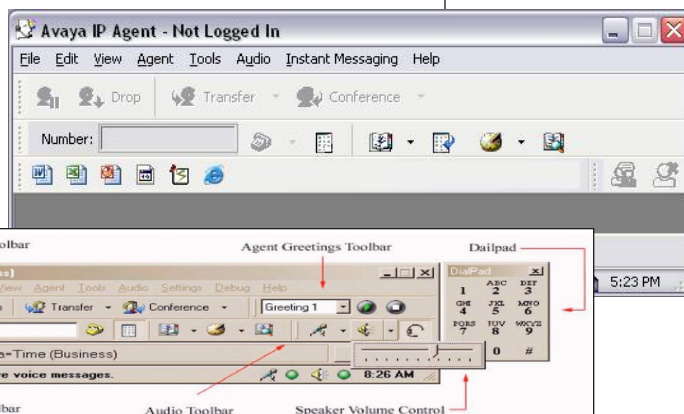 Avaya IP Agent - Not Logged In
File Edit View Agent Tools Audio Instant Messaging Help
Drop Transfer Conference
Number:
5:23 PM
olbar Agent Greetings Toolbar Dailpad
ss]
View Agent Tools Audio Settings Debug Help
Transfer Conference Greeting 1
DialPad
1 ABC 2 DEF 3
GHI 4 JKL 5 MNO 6
PQRS 7 TUV 8 WXYZ 9
0 #
a=Time (Business)
e voice messages. 8:26 AM
lbar Audio Toolbar Speaker Volume Control